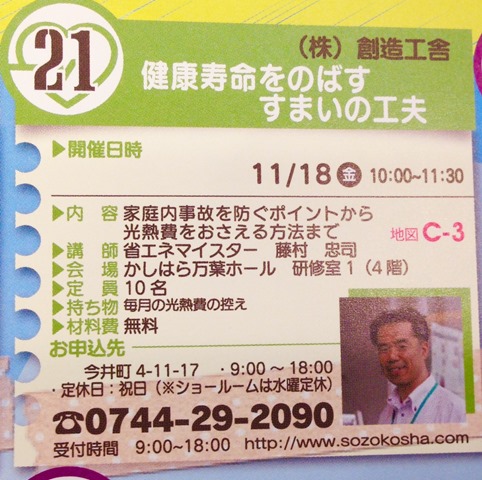 21
（株）創造工舎
健康寿命をのばす
すまいの工夫
▶開催日時
11/18 金 10:00~11:30
▶内　容 家庭内事故を防ぐポイントから
光熱費をおさえる方法まで
地図 C-3
▶講　師 省エネマイスター　藤村　忠司
▶会　場 かしはら万葉ホール　研修室1（4階）
▶定　員 10名
▶持ち物 毎月の光熱費の控え
▶材料費 無料
お申込先
今井町 4-11-17　・9:00～18:00
・定休日：祝日（※ショールームは水曜定休）
☎0744-29-2090
受付時間　9:00~18:00　http://www.sozokosha.com